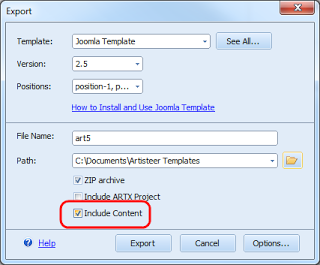 Export
Template: Joomla Template See All...
Version: 2.5
Positions: position-1, p...
How to Install and Use Joomla Template
File Name: art5
Path: C:\Documents\Artisteer Templates
ZIP archive
Include ARTX Project
Include Content
Help Export Cancel Options...